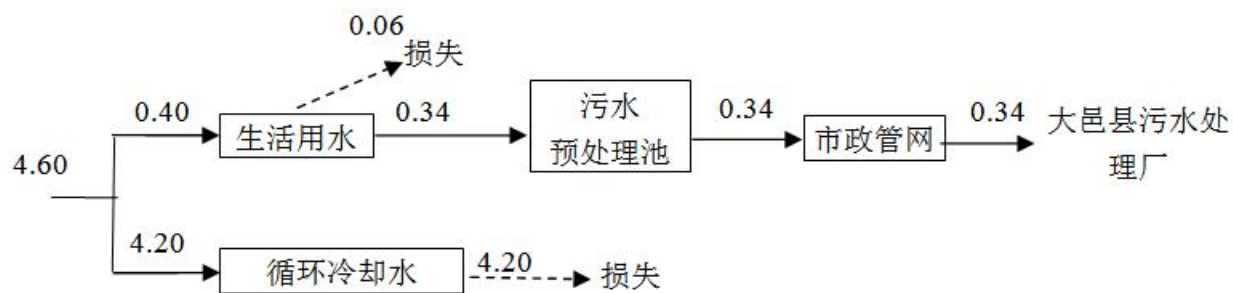 0.06
损失
0.40
生活用水
0.34
污水
预处理池
0.34
市政管网
0.34
大邑县污水处
理厂
4.60
4.20
循环冷却水
4.20
损失